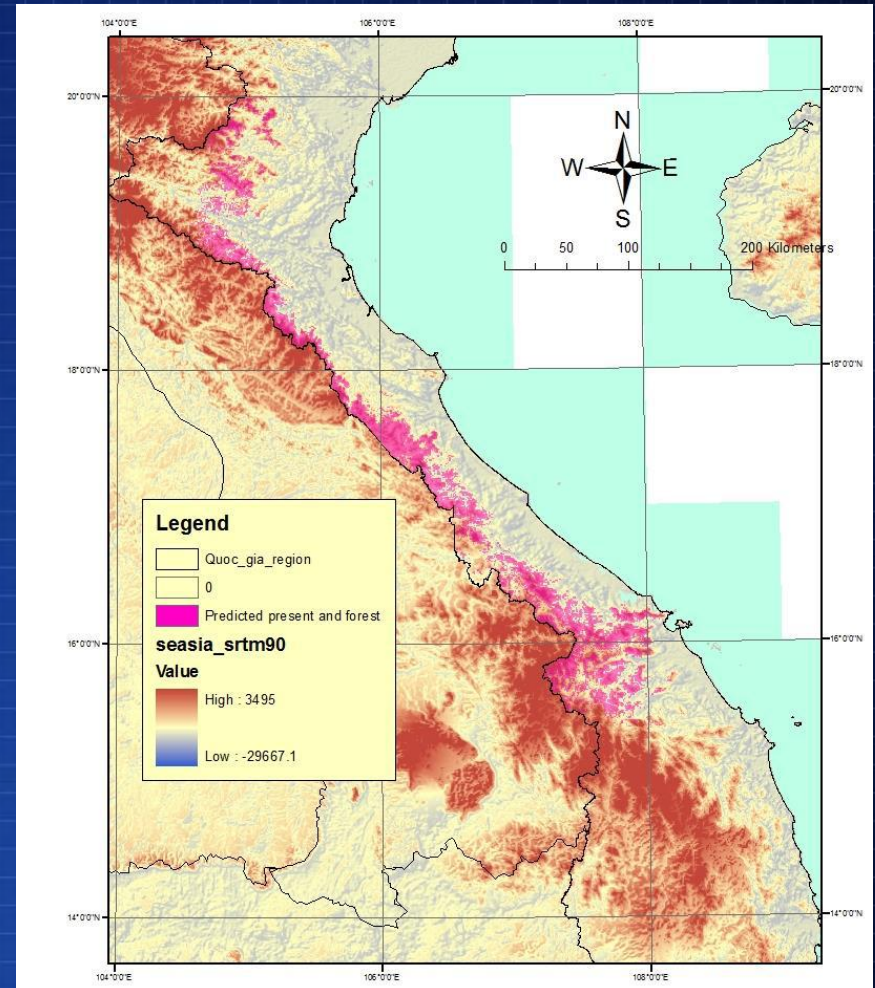 104°0'0"E 106°0'0"E 108°0'0"E
20°0'0"N 20°0'0"N
N
W E
S
0 50 100 200 Kilometers
18°0'0"N 18°0'0"N
Legend
Quoc_gia_region
0
Predicted present and forest
seasia_srtm90
Value
High : 3495
Low : -29667.1
16°0'0"N 16°0'0"N
14°0'0"N 14°0'0"N
104°0'0"E 106°0'0"E 108°0'0"E